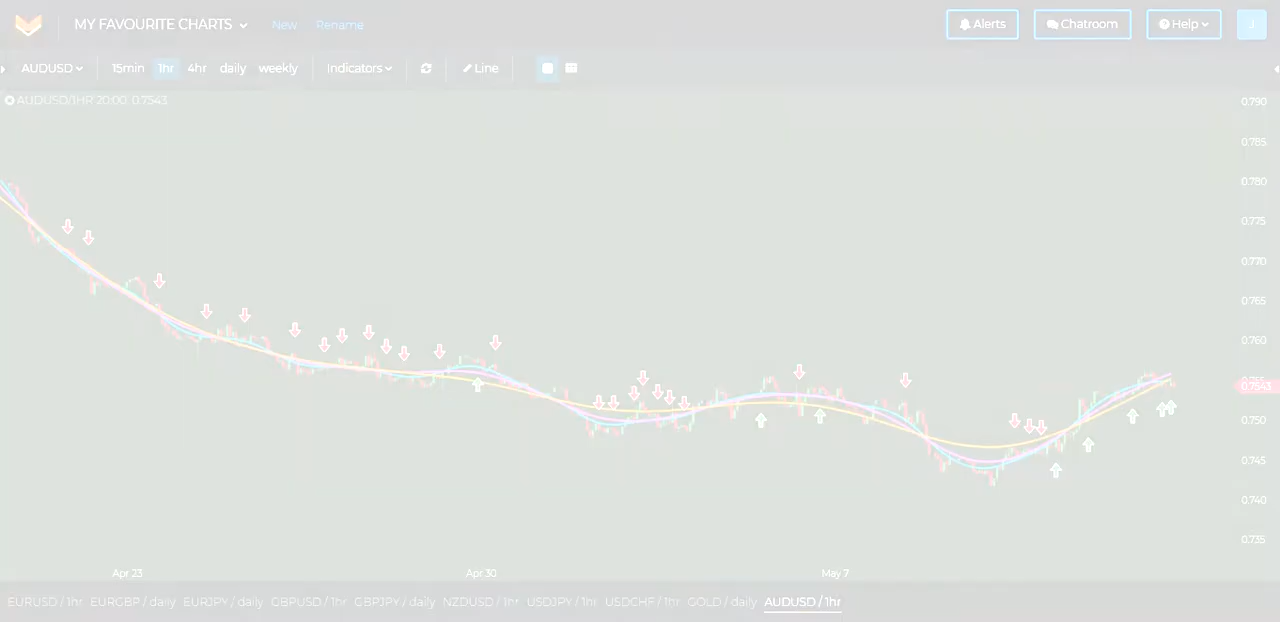 MY FAVOURITE CHARTS New Rename Alerts Chatroom Help J
AUDUSD 15min 1hr 4hr daily weekly Indicators Line
AUDUSD/1HR 20:00 0.7543
0.790
0.785
0.780
0.775
0.770
0.765
0.760
0.7543
0.750
0.745
0.740
0.735
Apr 23 Apr 30 May 7
EURUSD / 1hr EURGBP / daily EURJPY / daily GBPUSD / 1hr GBPJPY / daily NZDUSD / 1hr USDJPY / 1hr USDCHF / 1hr GOLD / daily AUDUSD / 1hr